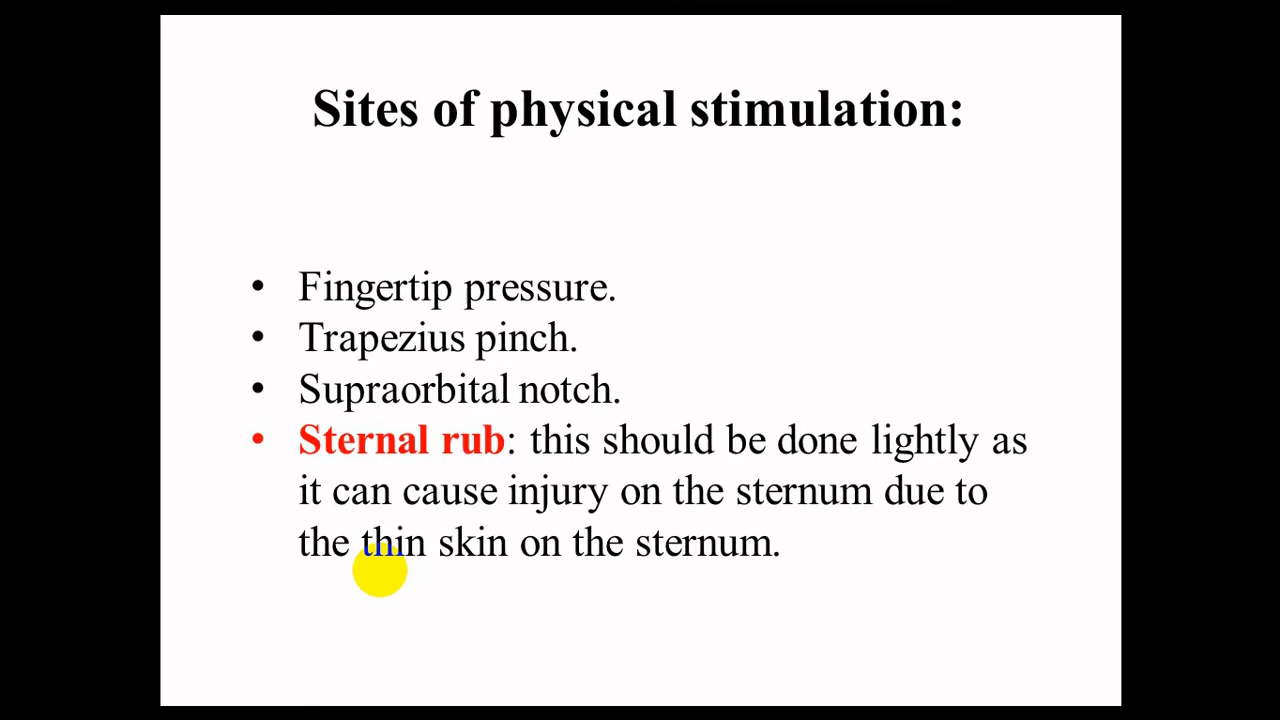 Sites of physical stimulation:
• Fingertip pressure.
• Trapezius pinch.
• Supraorbital notch.
• Sternal rub: this should be done lightly as
it can cause injury on the sternum due to
the thin skin on the sternum.